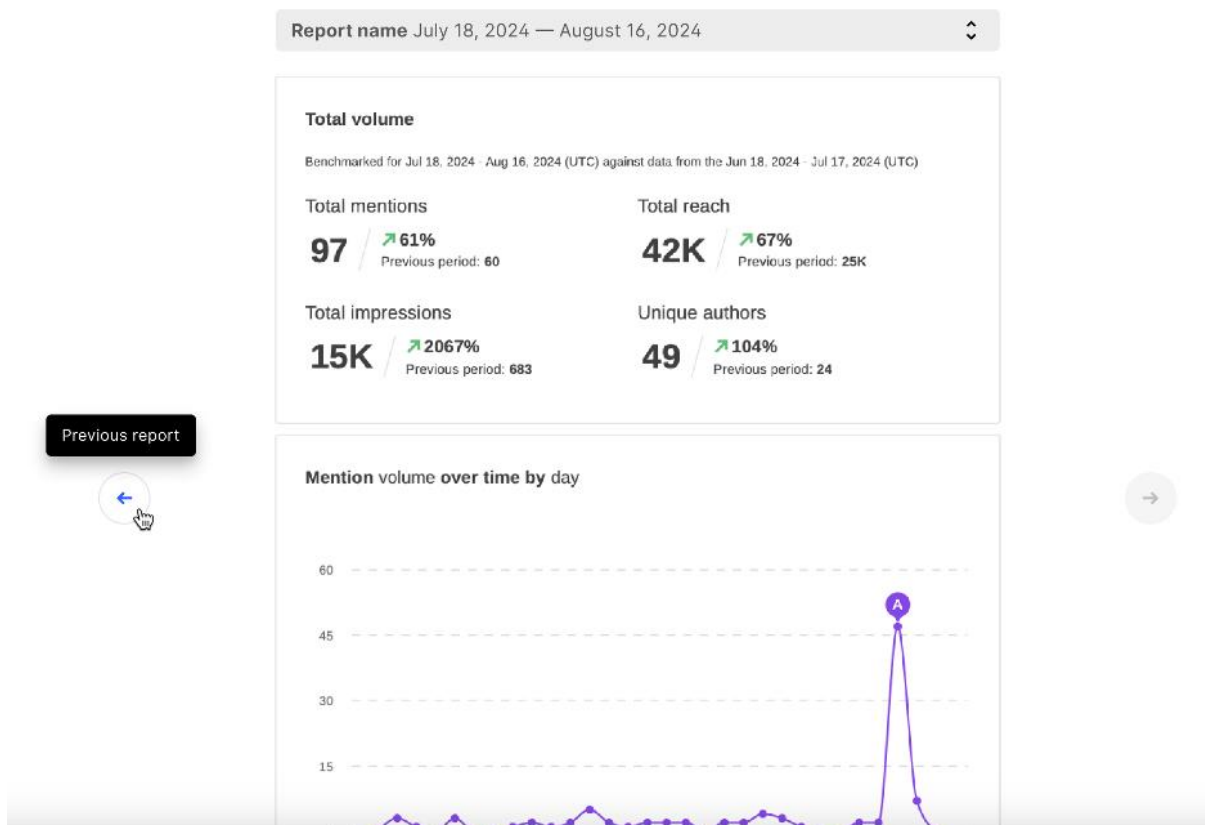 Report name July 18, 2024 — August 16, 2024
Total volume
Benchmarked for Jul 18, 2024 - Aug 16, 2024 (UTC) against data from the Jun 18, 2024 - Jul 17, 2024 (UTC)
Total mentions
97
61%
Previous period: 60
Total reach
42K
67%
Previous period: 25K
Total impressions
15K
2067%
Previous period: 683
Unique authors
49
104%
Previous period: 24
Previous report
Mention volume over time by day
60
A
45
30
15